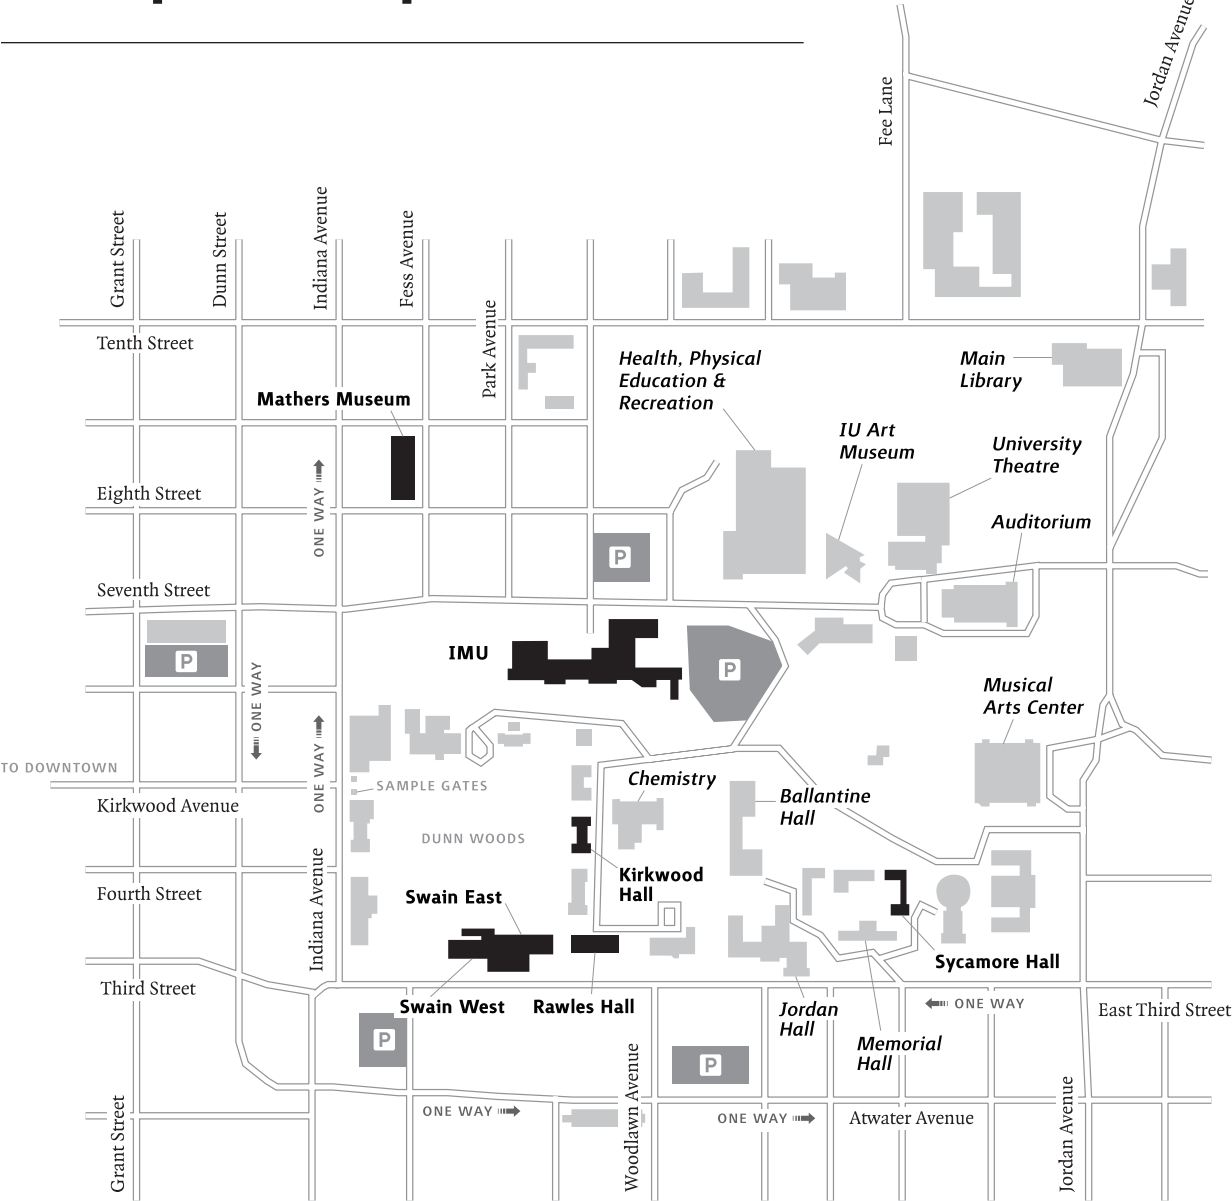 Jordan Avenue
Fee Lane
Grant Street
Dunn Street
Indiana Avenue
Fess Avenue
Park Avenue
Tenth Street
Health, Physical
Education &
Recreation
Main
Library
Mathers Museum
IU Art
Museum
University
Theatre
Eighth Street
ONE WAY
Auditorium
P
Seventh Street
P
IMU
P
ONE WAY
Musical
Arts Center
ONE WAY
TO DOWNTOWN
SAMPLE GATES
Chemistry
Kirkwood Avenue
Ballantine
Hall
DUNN WOODS
Kirkwood
Hall
Fourth Street
Indiana Avenue
Swain East
Sycamore Hall
Third Street
Swain West
Rawles Hall
Jordan
Hall
ONE WAY
East Third Street
P
Memorial
Hall
P
Woodlawn Avenue
Grant Street
ONE WAY
ONE WAY
Atwater Avenue
Jordan Avenue